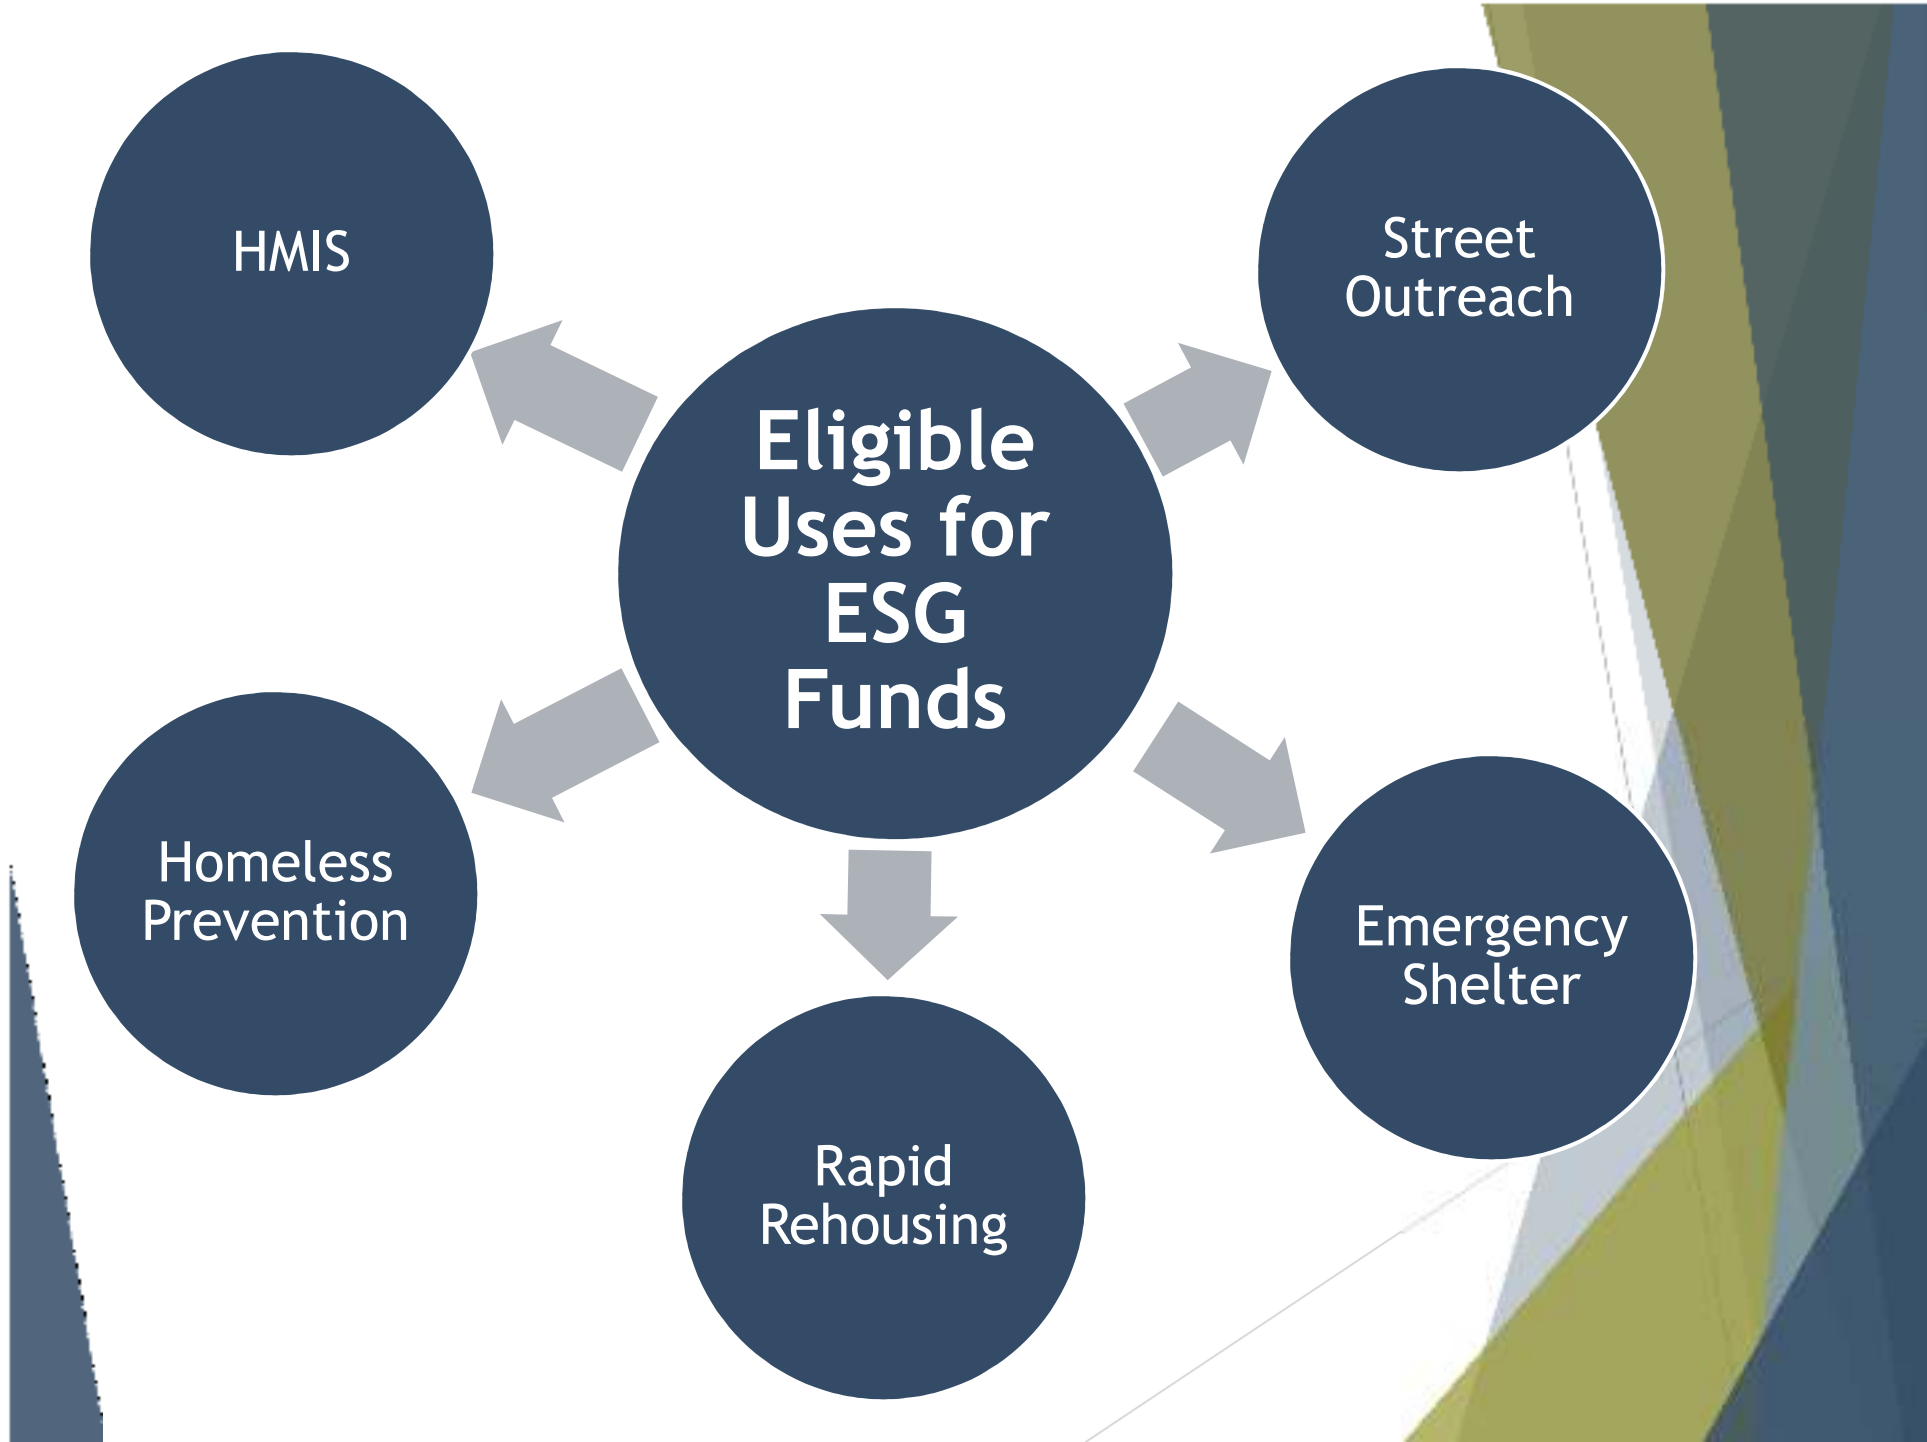 HMIS
Street
Outreach
Eligible
Uses for
ESG
Funds
Homeless
Prevention
Emergency
Shelter
Rapid
Rehousing